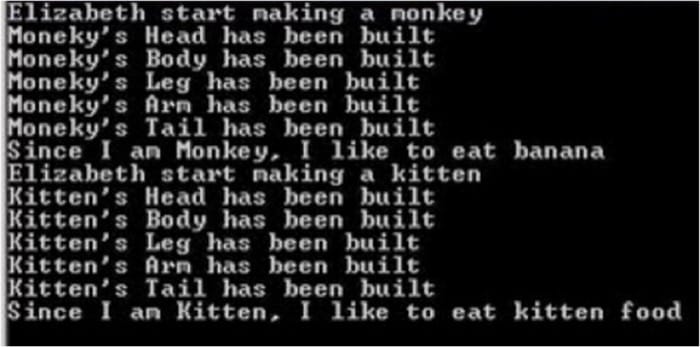 Elizabeth start making a monkey
Moneky's Head has been built
Moneky's Body has been built
Moneky's Leg has been built
Moneky's Arm has been built
Moneky's Tail has been built
Since I am Monkey, I like to eat banana
Elizabeth start making a kitten
Kitten's Head has been built
Kitten's Body has been built
Kitten's Leg has been built
Kitten's Arm has been built
Kitten's Tail has been built
Since I am Kitten, I like to eat kitten food